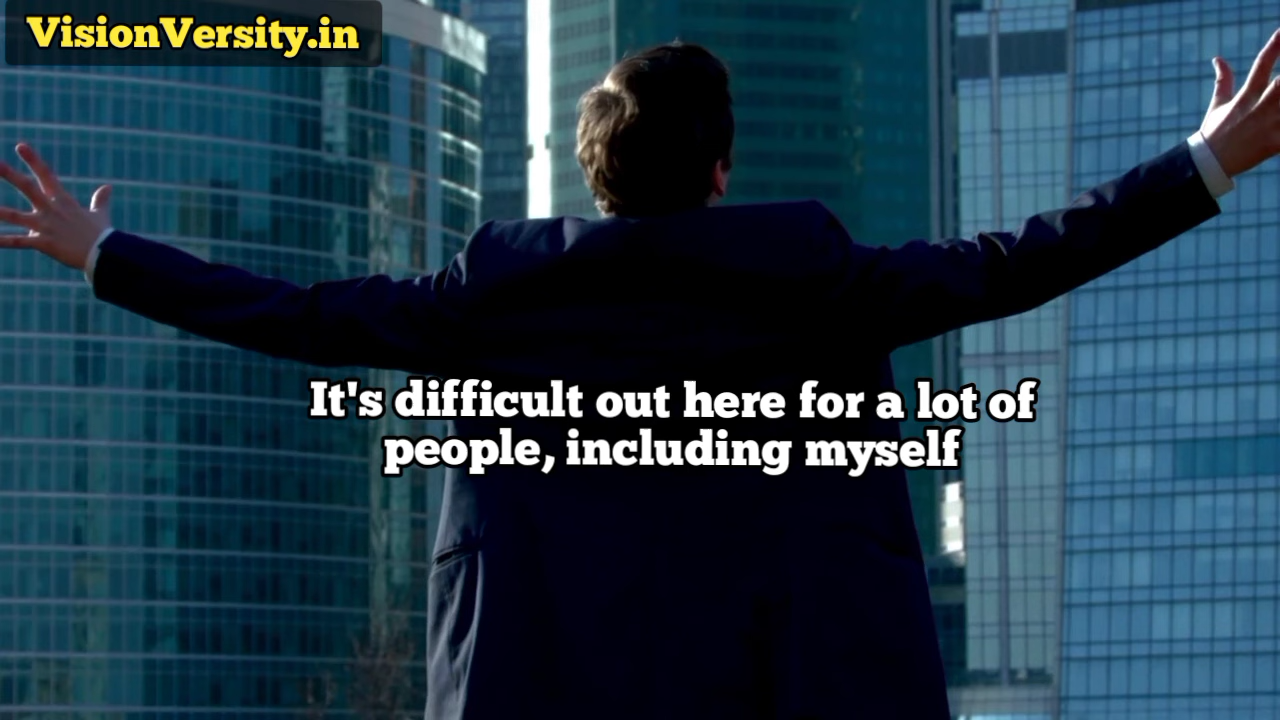 VisionVersity.in
It's difficult out here for a lot of
people, including myself